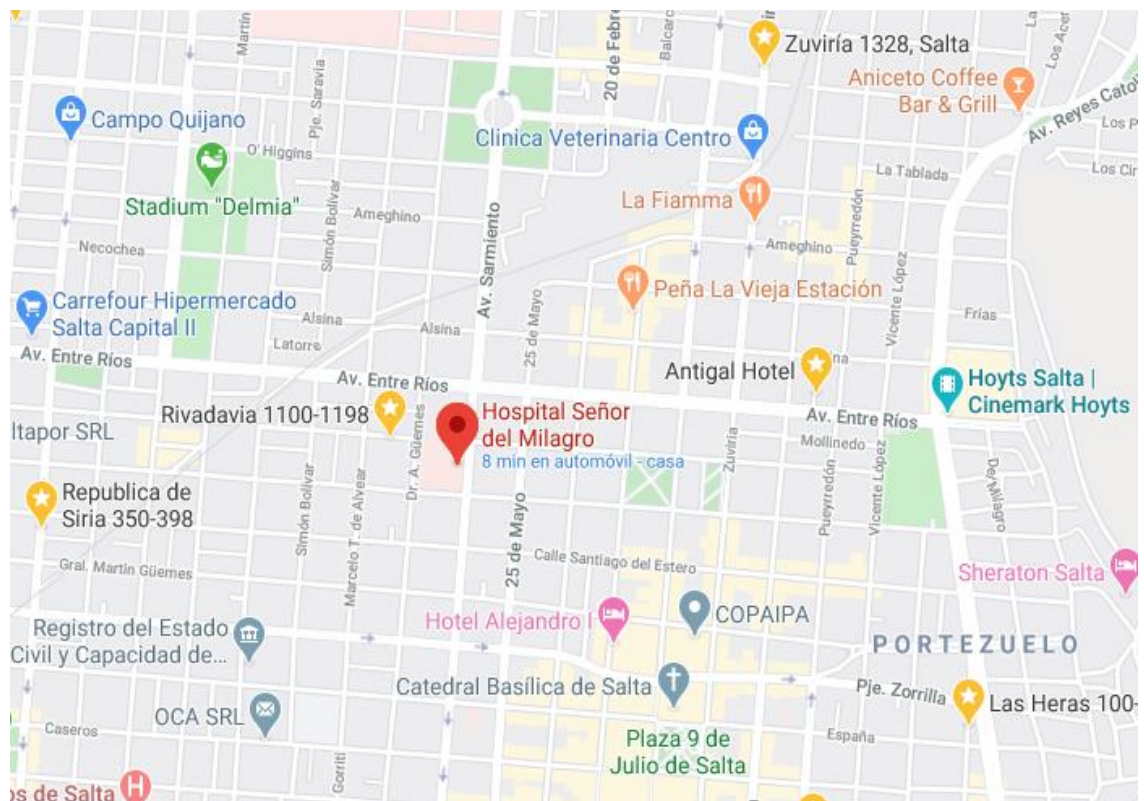 Martín
Pje. Saravia
20 de Febre
Balcarc
Zuviría 1328, Salta
Aniceto Coffee
Bar & Grill
Los Acer
Av. Reyes Catól
Los P
Los Cir
Campo Quijano
O'Higgins
Clinica Veterinaria Centro
La Tablada
Stadium "Delmia"
Simón Bolívar
Ameghino
La Fiamma
Pueyrredón
Necochea
Av. Sarmiento
Ameghino
Vicente López
Peña La Vieja Estación
Carrefour Hipermercado
Salta Capital II
Alsina
Alsina
25 de Mayo
Frías
Latorre
Av. Entre Ríos
Av. Entre Ríos
Antigal Hotel
na
Hoyts Salta |
Cinemark Hoyts
Rivadavia 1100-1198
Dr. A. Güemes
Hospital Señor
del Milagro
8 min en automóvil - casa
Av. Entre Ríos
Mollinedo
ltapor SRL
Zuviría
Republica de
Siria 350-398
Simón Bolívar
Marcelo T. de Alvear
25 de Mayo
Pueyrredón
Vicente López
Calle Santiago del Estero
Gral. Martín Güemes
Sheraton Salta
Hotel Alejandro I
COPAIPA
Registro del Estado
Civil y Capacidad de...
PORTEZUELO
Catedral Basílica de Salta
Pje. Zorrilla
Las Heras 100-
OCA SRL
Caseros
Plaza 9 de
Julio de Salta
España
Gorriti
os de Salta
H